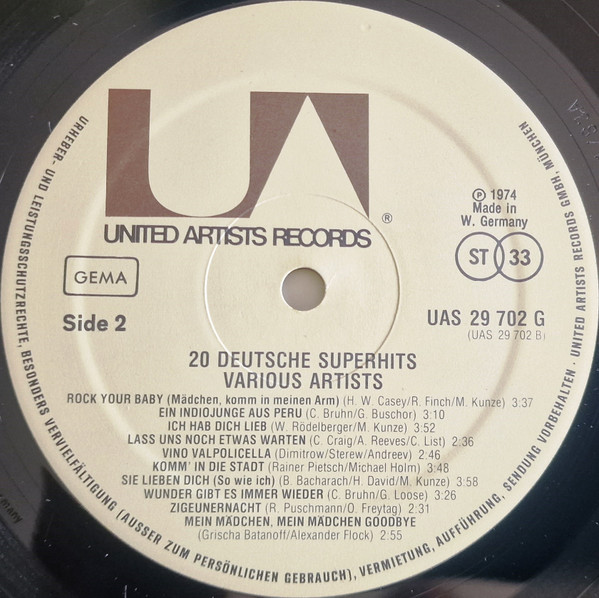 UA
®
UNITED ARTISTS RECORDS
℗ 1974
Made in
W. Germany
GEMA
ST 33
Side 2
UAS 29 702 G
(UAS 29 702 B)
20 DEUTSCHE SUPERHITS
VARIOUS ARTISTS
ROCK YOUR BABY (Mädchen, komm in meinen Arm) (H. W. Casey/R. Finch/M. Kunze) 3:37
EIN INDIOJUNGE AUS PERU (C. Bruhn/G. Buschor) 3:10
ICH HAB DICH LIEB (W. Rödelberger/M. Kunze) 3:52
LASS UNS NOCH ETWAS WARTEN (C. Craig/A. Reeves/C. List) 2:36
VINO VALPOLICELLA (Dimitrow/Sterew/Andreev) 2:46
KOMM' IN DIE STADT (Rainer Pietsch/Michael Holm) 3:48
SIE LIEBEN DICH (So wie ich) (B. Bacharach/H. David/M. Kunze) 3:58
WUNDER GIBT ES IMMER WIEDER (C. Bruhn/G. Loose) 3:26
ZIGEUNERNACHT (R. Puschmann/O. Freytag) 2:31
MEIN MÄDCHEN, MEIN MÄDCHEN GOODBYE
(Grischa Batanoff/Alexander Flock) 2:55
URHEBER- UND LEISTUNGSSCHUTZRECHTE, BESONDERS VERVIELFÄLTIGUNG (AUSSER ZUM PERSÖNLICHEN GEBRAUCH), VERMIETUNG, AUFFÜHRUNG, SENDUNG VORBEHALTEN · UNITED ARTISTS RECORDS GMBH, MÜNCHEN